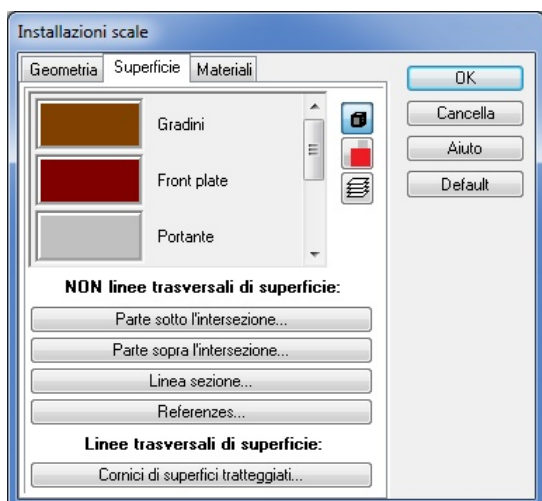 Installazioni scale
Geometria Superficie Materiali
Gradini
Front plate
Portante
NON linee trasversali di superficie:
Parte sotto l'intersezione...
Parte sopra l'intersezione...
Linea sezione...
Referenzes...
Linee trasversali di superficie:
Cornici di superfici tratteggiati...
OK
Cancella
Aiuto
Default